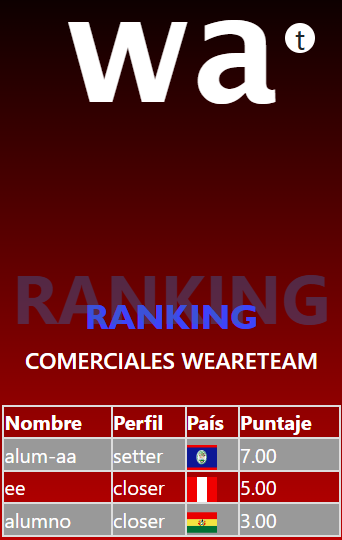 wa t
RANKING
RANKING
COMERCIALES WEARETEAM
Nombre Perfil País Puntaje
alum-aa setter 7.00
ee closer 5.00
alumno closer 3.00